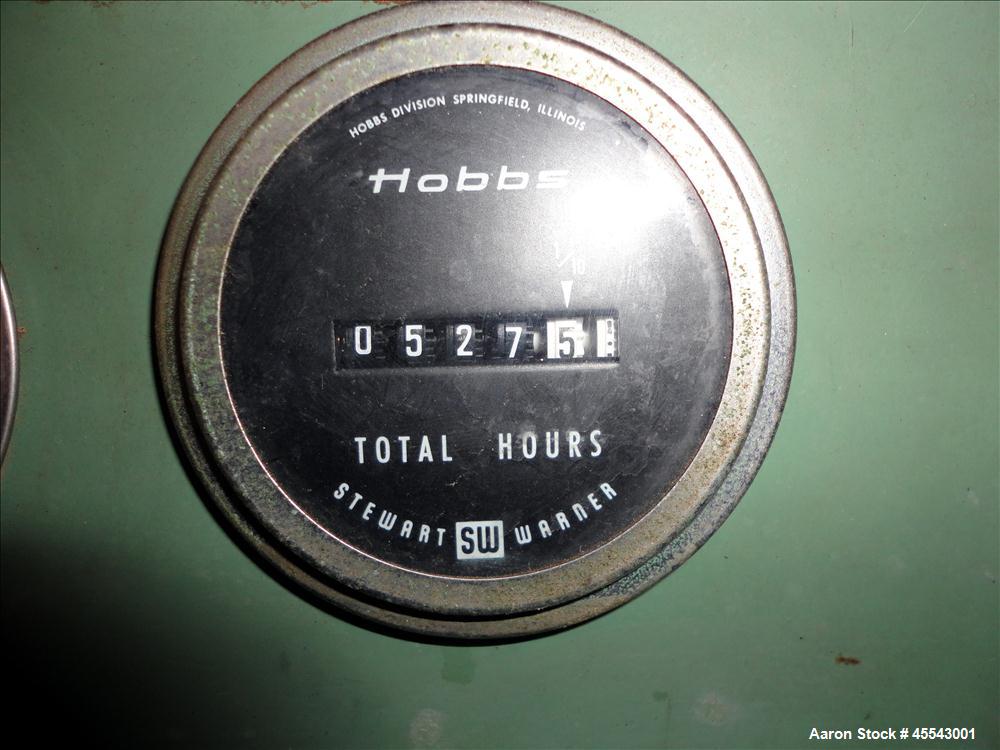 HOBBS DIVISION SPRINGFIELD, ILLINOIS
Hobbs
1/10
0 5 2 7 5
TOTAL HOURS
STEWART SW WARNER
Aaron Stock # 45543001